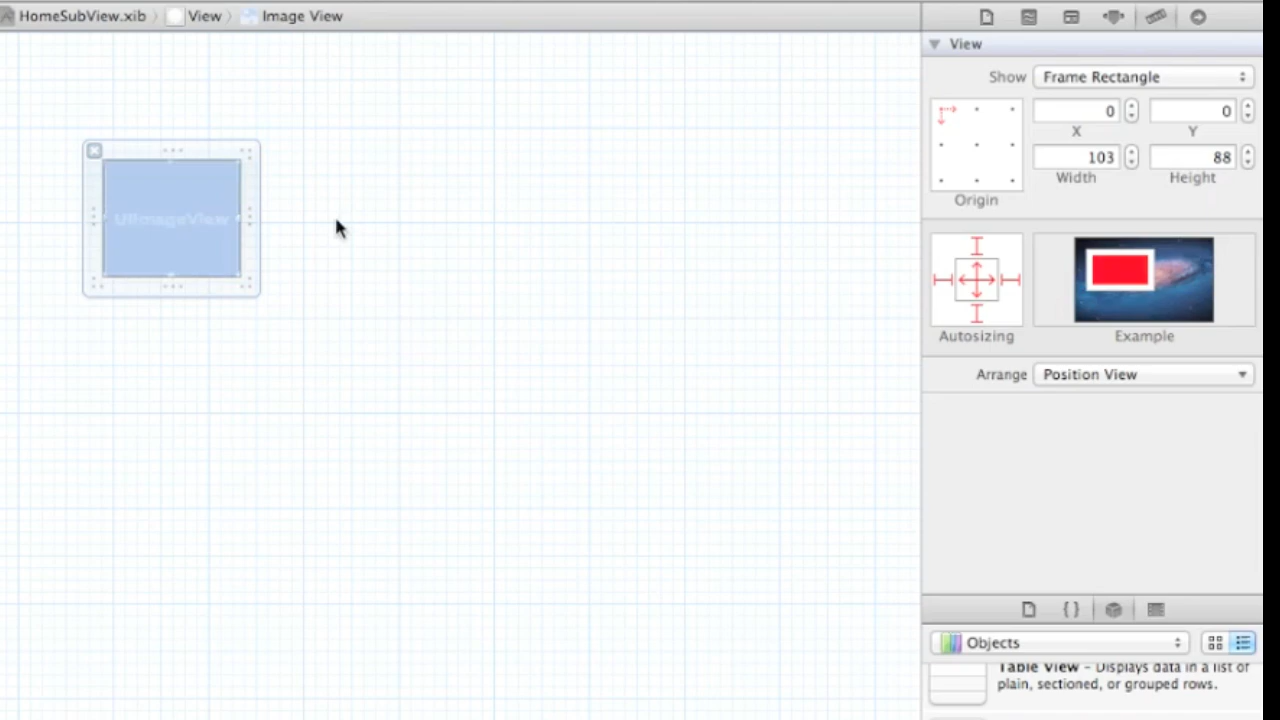 HomeSubView.xib View Image View
View
Show Frame Rectangle
0 0
X Y
103 88
Width Height
Origin
UIImageView
Autosizing Example
Arrange Position View
{ }
Objects
Table View – Displays data in a list of
plain, sectioned, or grouped rows.